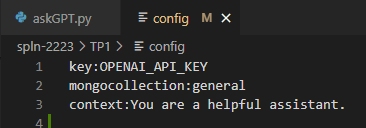 askGPT.py config M
spln-2223 > TP1 > config
1 key:OPENAI_API_KEY
2 mongocollection:general
3 context:You are a helpful assistant.
4